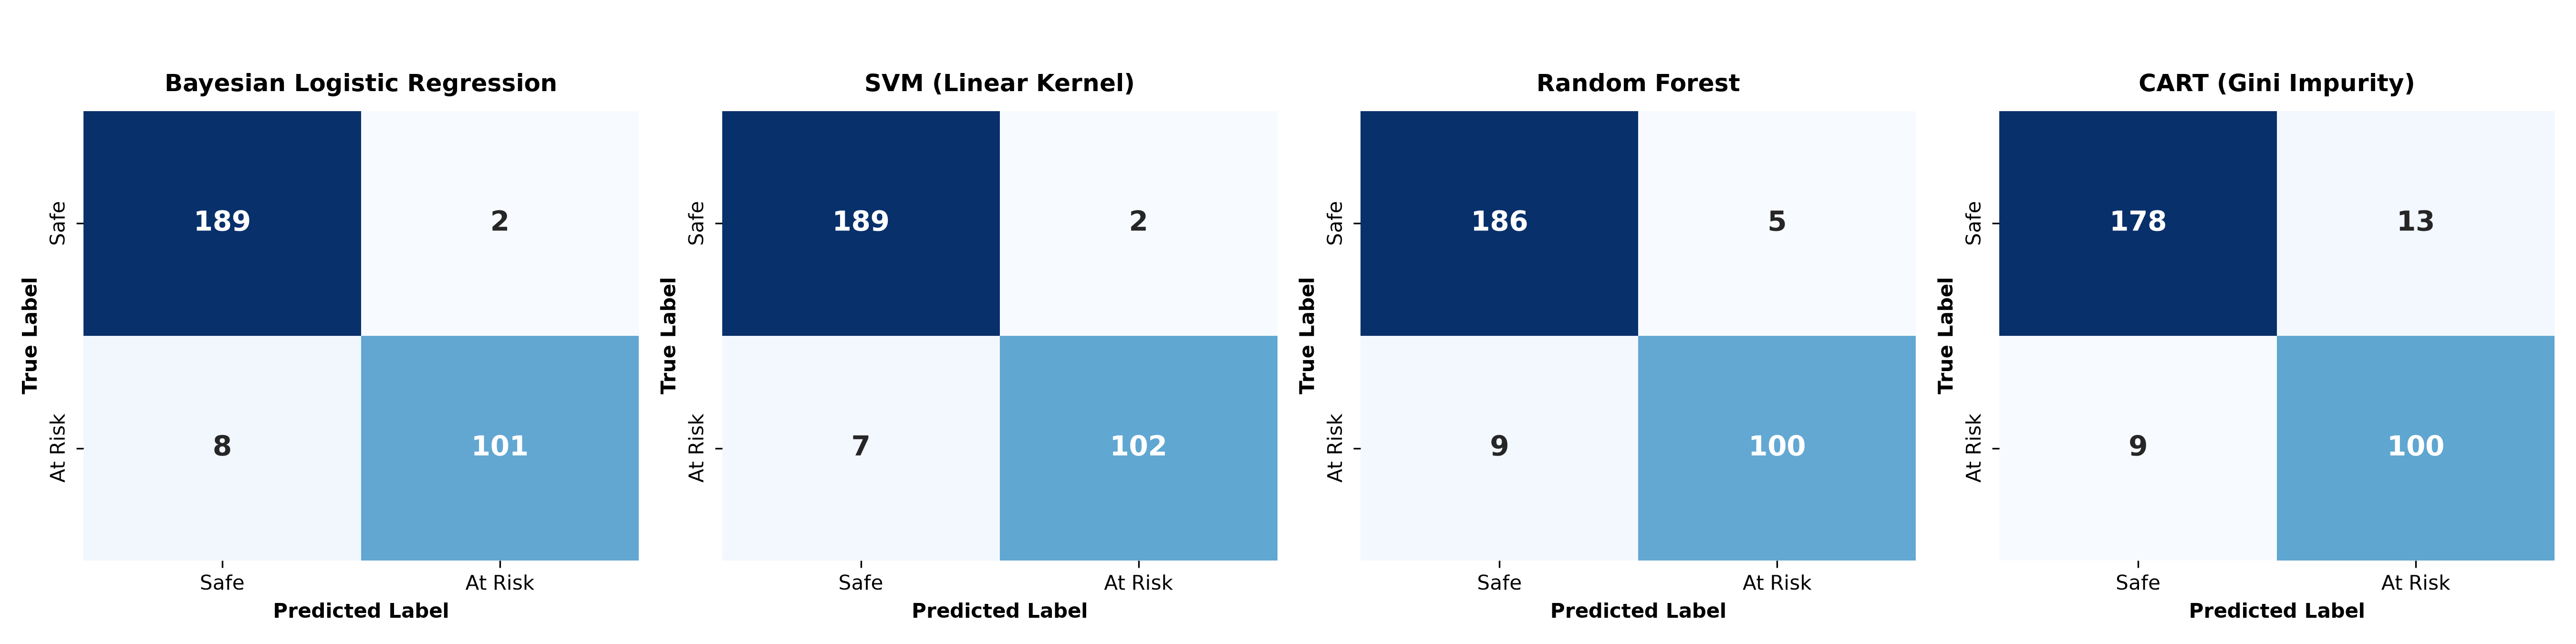 Bayesian Logistic Regression
True Label
Safe
189
2
At Risk
8
101
Safe
At Risk
Predicted Label
SVM (Linear Kernel)
True Label
Safe
189
2
At Risk
7
102
Safe
At Risk
Predicted Label
Random Forest
True Label
Safe
186
5
At Risk
9
100
Safe
At Risk
Predicted Label
CART (Gini Impurity)
True Label
Safe
178
13
At Risk
9
100
Safe
At Risk
Predicted Label